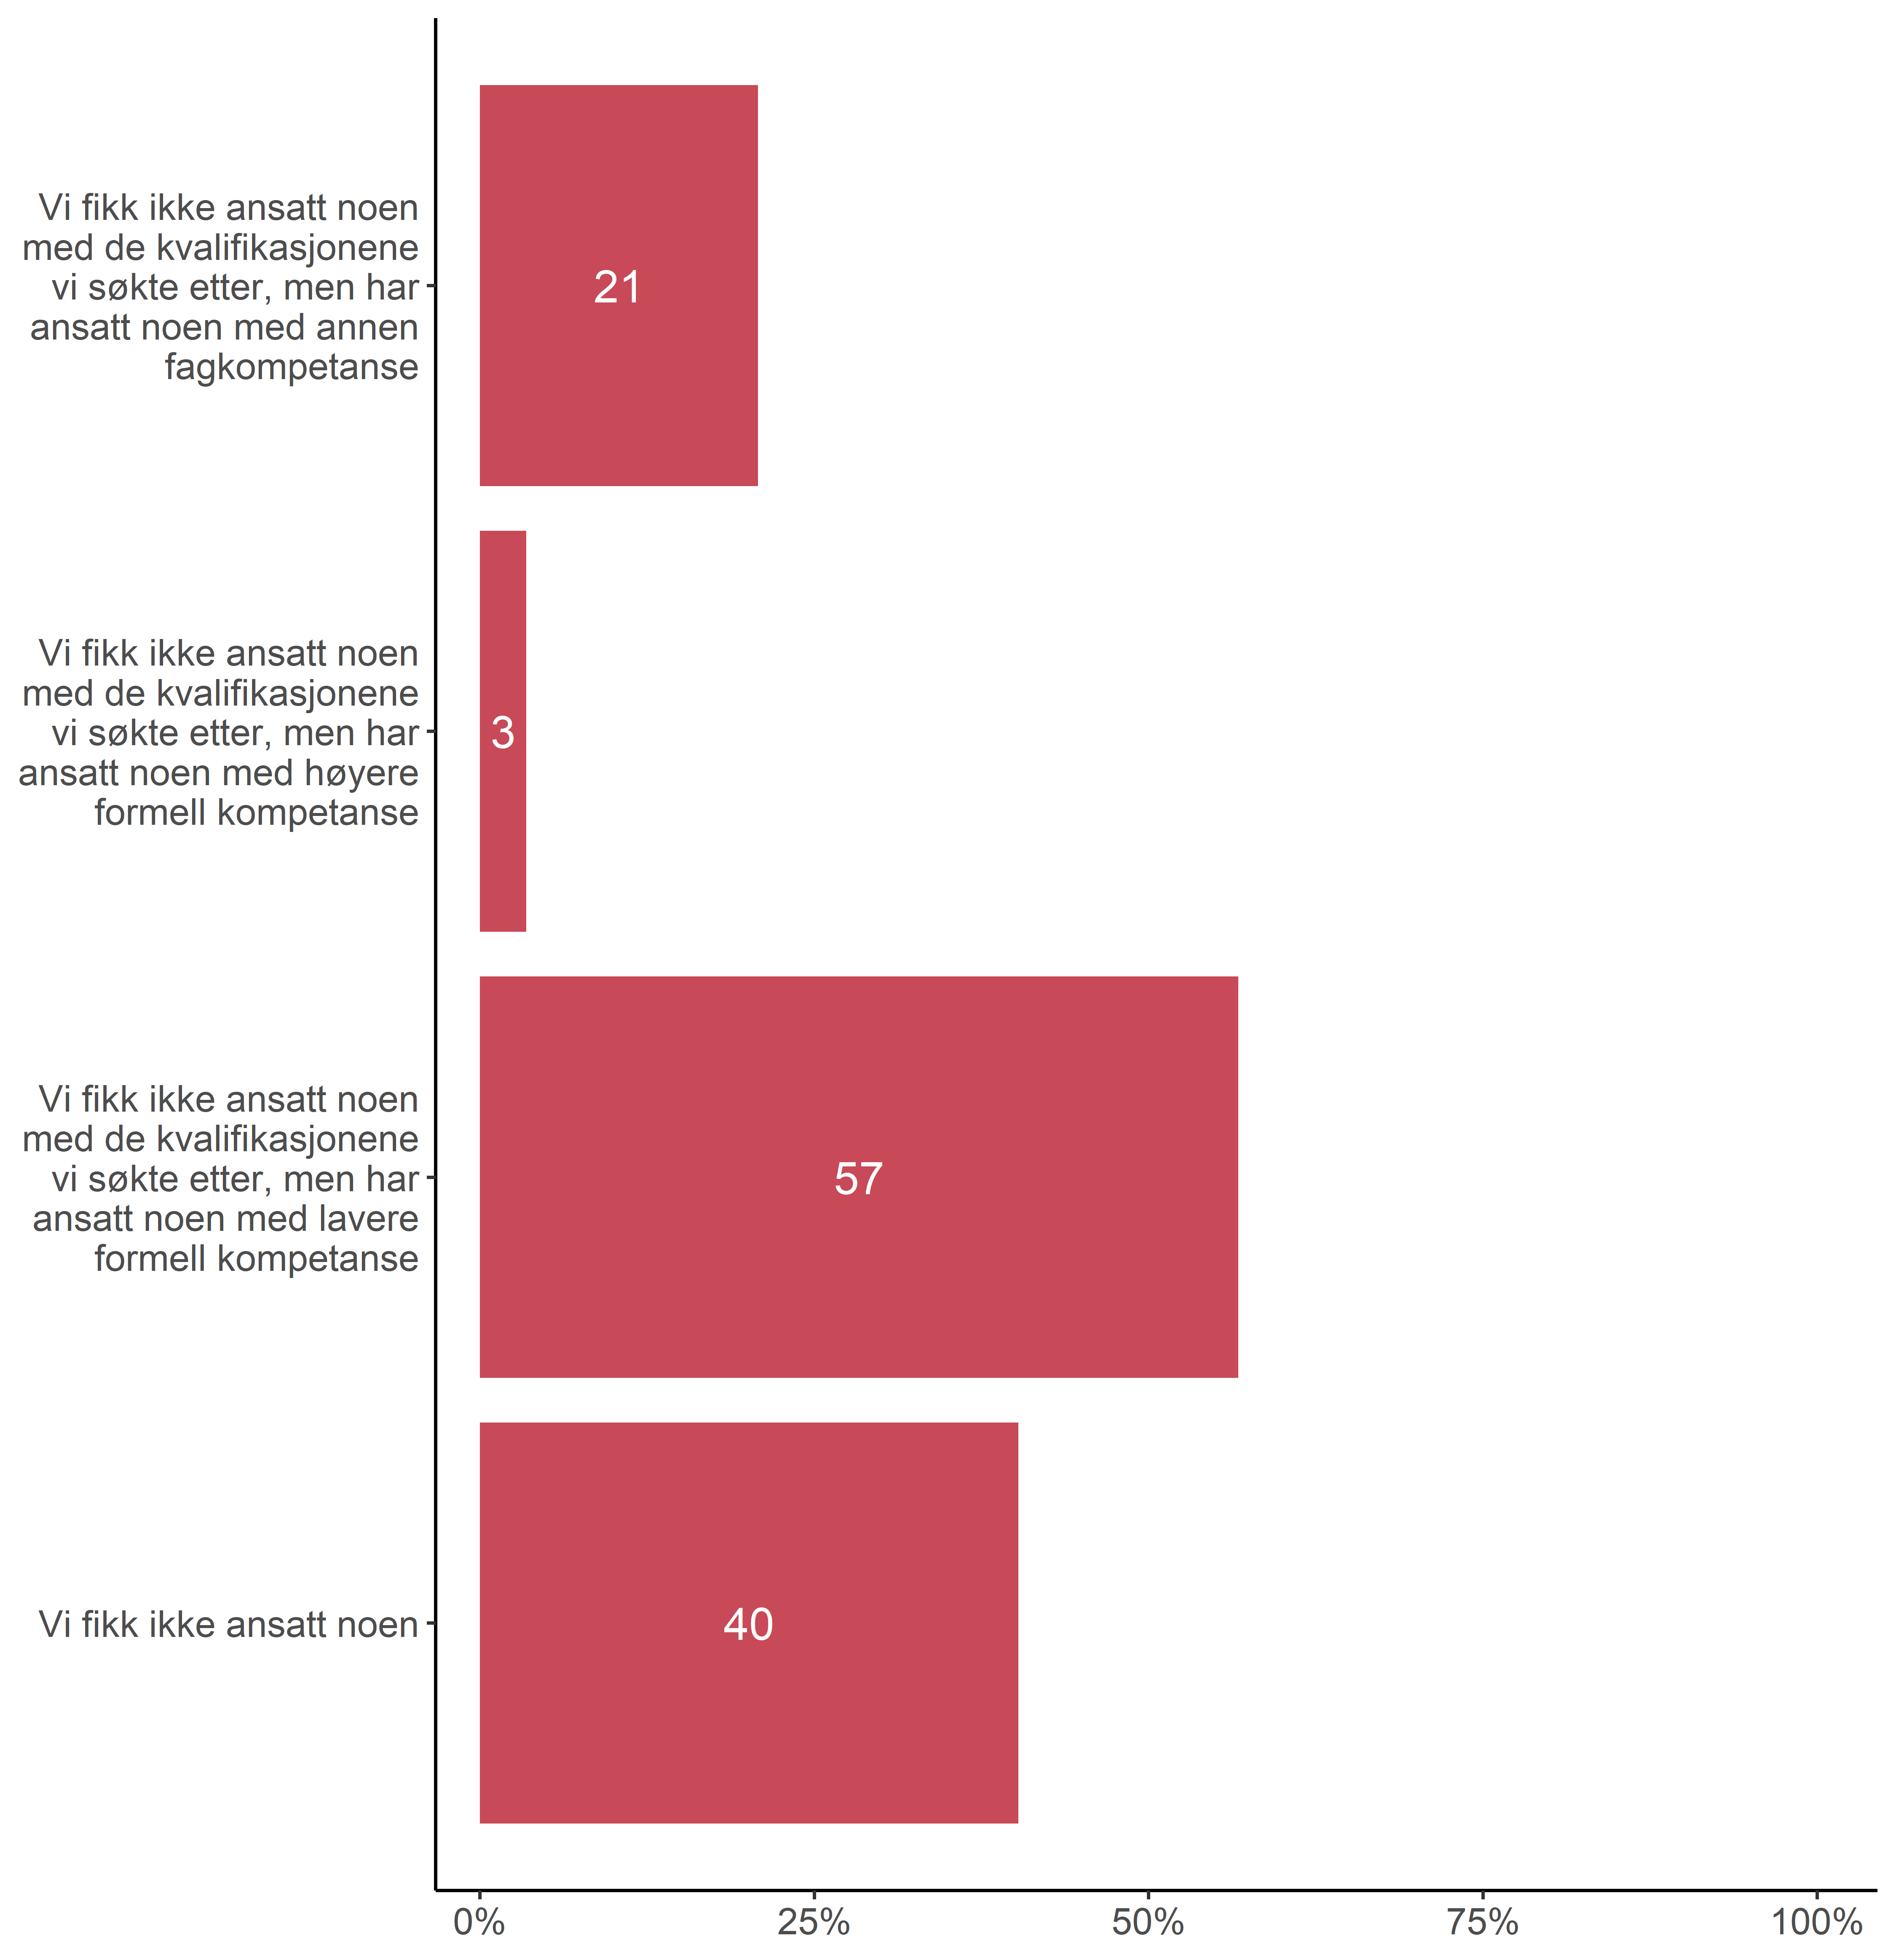 Vi fikk ikke ansatt noen
med de kvalifikasjonene
vi søkte etter, men har
ansatt noen med annen
fagkompetanse
21
Vi fikk ikke ansatt noen
med de kvalifikasjonene
vi søkte etter, men har
ansatt noen med høyere
formell kompetanse
3
Vi fikk ikke ansatt noen
med de kvalifikasjonene
vi søkte etter, men har
ansatt noen med lavere
formell kompetanse
57
Vi fikk ikke ansatt noen
40
0% 25% 50% 75% 100%